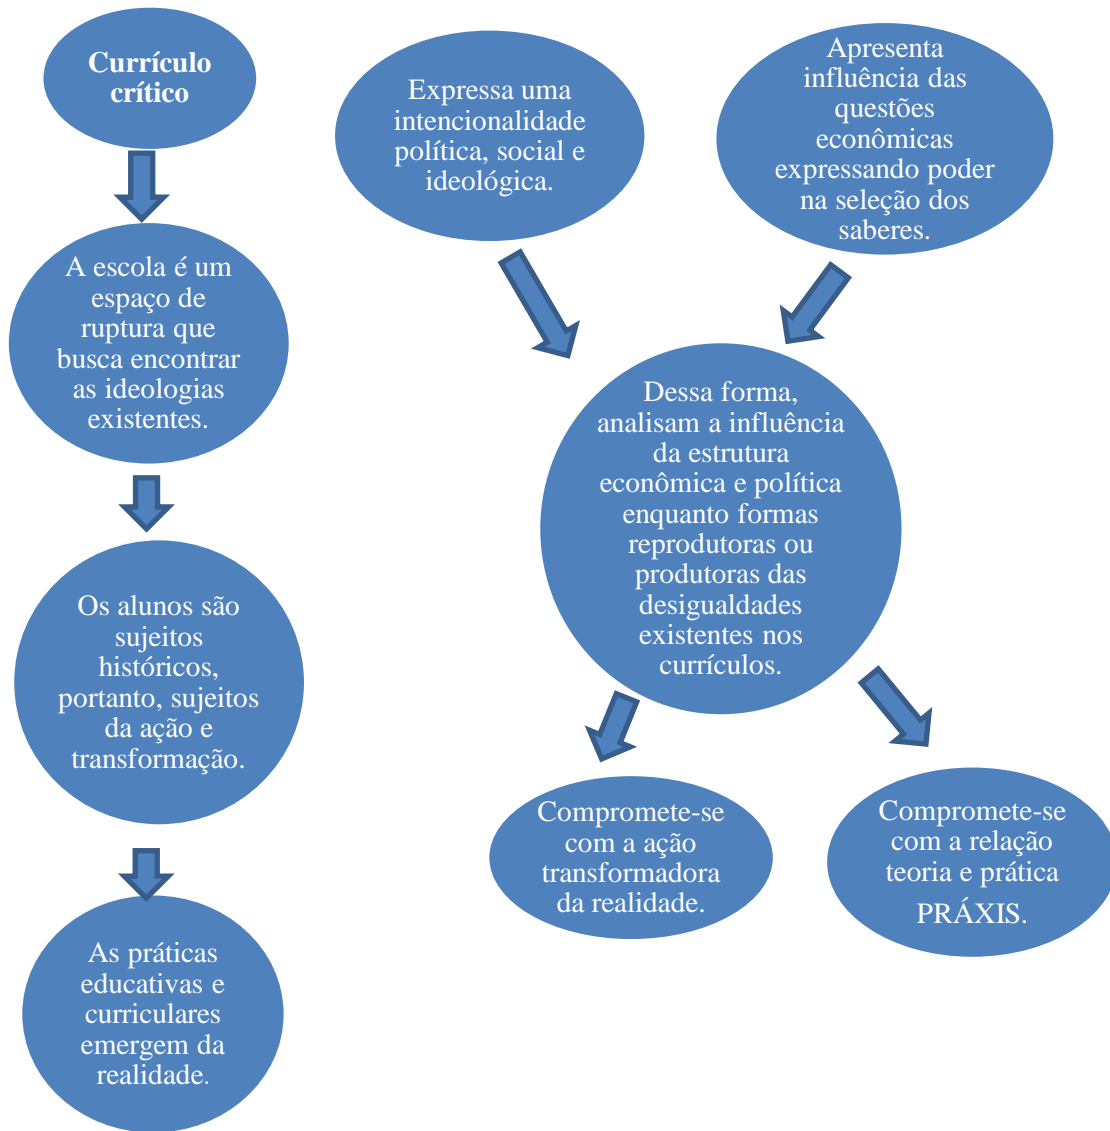 Currículo
crítico
A escola é um
espaço de
ruptura que
busca encontrar
as ideologias
existentes.
Os alunos são
sujeitos
históricos,
portanto, sujeitos
da ação e
transformação.
As práticas
educativas e
curriculares
emergem da
realidade.
Expressa uma
intencionalidade
política, social e
ideológica.
Apresenta
influência das
questões
econômicas
expressando poder
na seleção dos
saberes.
Dessa forma,
analisam a influência
da estrutura
econômica e política
enquanto formas
reprodutoras ou
produtoras das
desigualdades
existentes nos
currículos.
Compromete-se
com a ação
transformadora
da realidade.
Compromete-se
com a relação
teoria e prática
PRÁXIS.